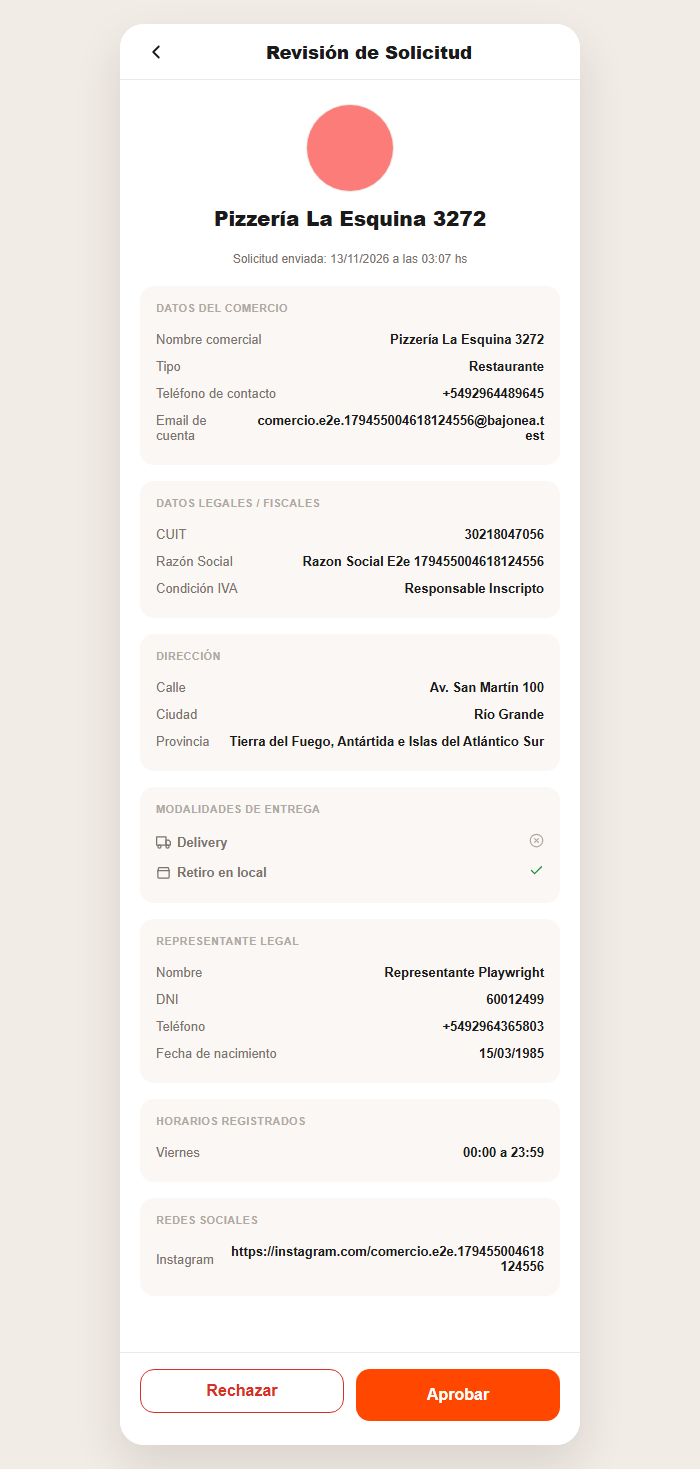 Revisión de Solicitud
Pizzería La Esquina 3272
Solicitud enviada: 13/11/2026 a las 03:07 hs
DATOS DEL COMERCIO
Nombre comercial Pizzería La Esquina 3272
Tipo Restaurante
Teléfono de contacto +5492964489645
Email de cuenta comercio.e2e.179455004618124556@bajonea.t
est
DATOS LEGALES / FISCALES
CUIT 30218047056
Razón Social Razon Social E2e 179455004618124556
Condición IVA Responsable Inscripto
DIRECCIÓN
Calle Av. San Martín 100
Ciudad Río Grande
Provincia Tierra del Fuego, Antártida e Islas del Atlántico Sur
MODALIDADES DE ENTREGA
Delivery
Retiro en local
REPRESENTANTE LEGAL
Nombre Representante Playwright
DNI 60012499
Teléfono +5492964365803
Fecha de nacimiento 15/03/1985
HORARIOS REGISTRADOS
Viernes 00:00 a 23:59
REDES SOCIALES
Instagram https://instagram.com/comercio.e2e.179455004618
124556
Rechazar
Aprobar